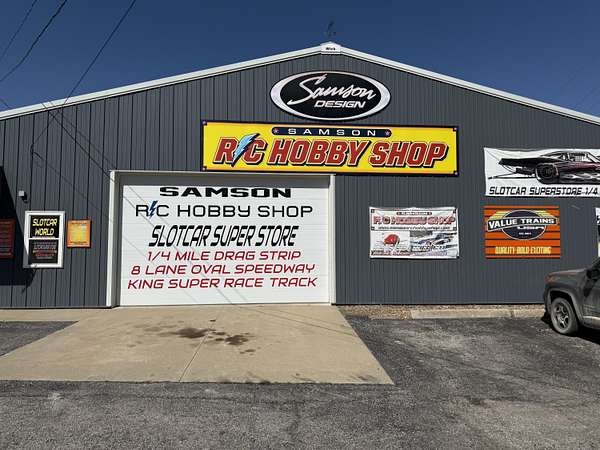 Samson
DESIGN
SAMSON
R/C HOBBY SHOP
SAMSON
R/C HOBBY SHOP
SLOTCAR SUPER STORE
1/4 MILE DRAG STRIP
8 LANE OVAL SPEEDWAY
KING SUPER RACE TRACK
SLOTCAR
WORLD
R/C HOBBY SHOP
SLOTCAR SUPERSTORE 1/4
VALUE TRAINS
QUALITY-BUILD EXCITING